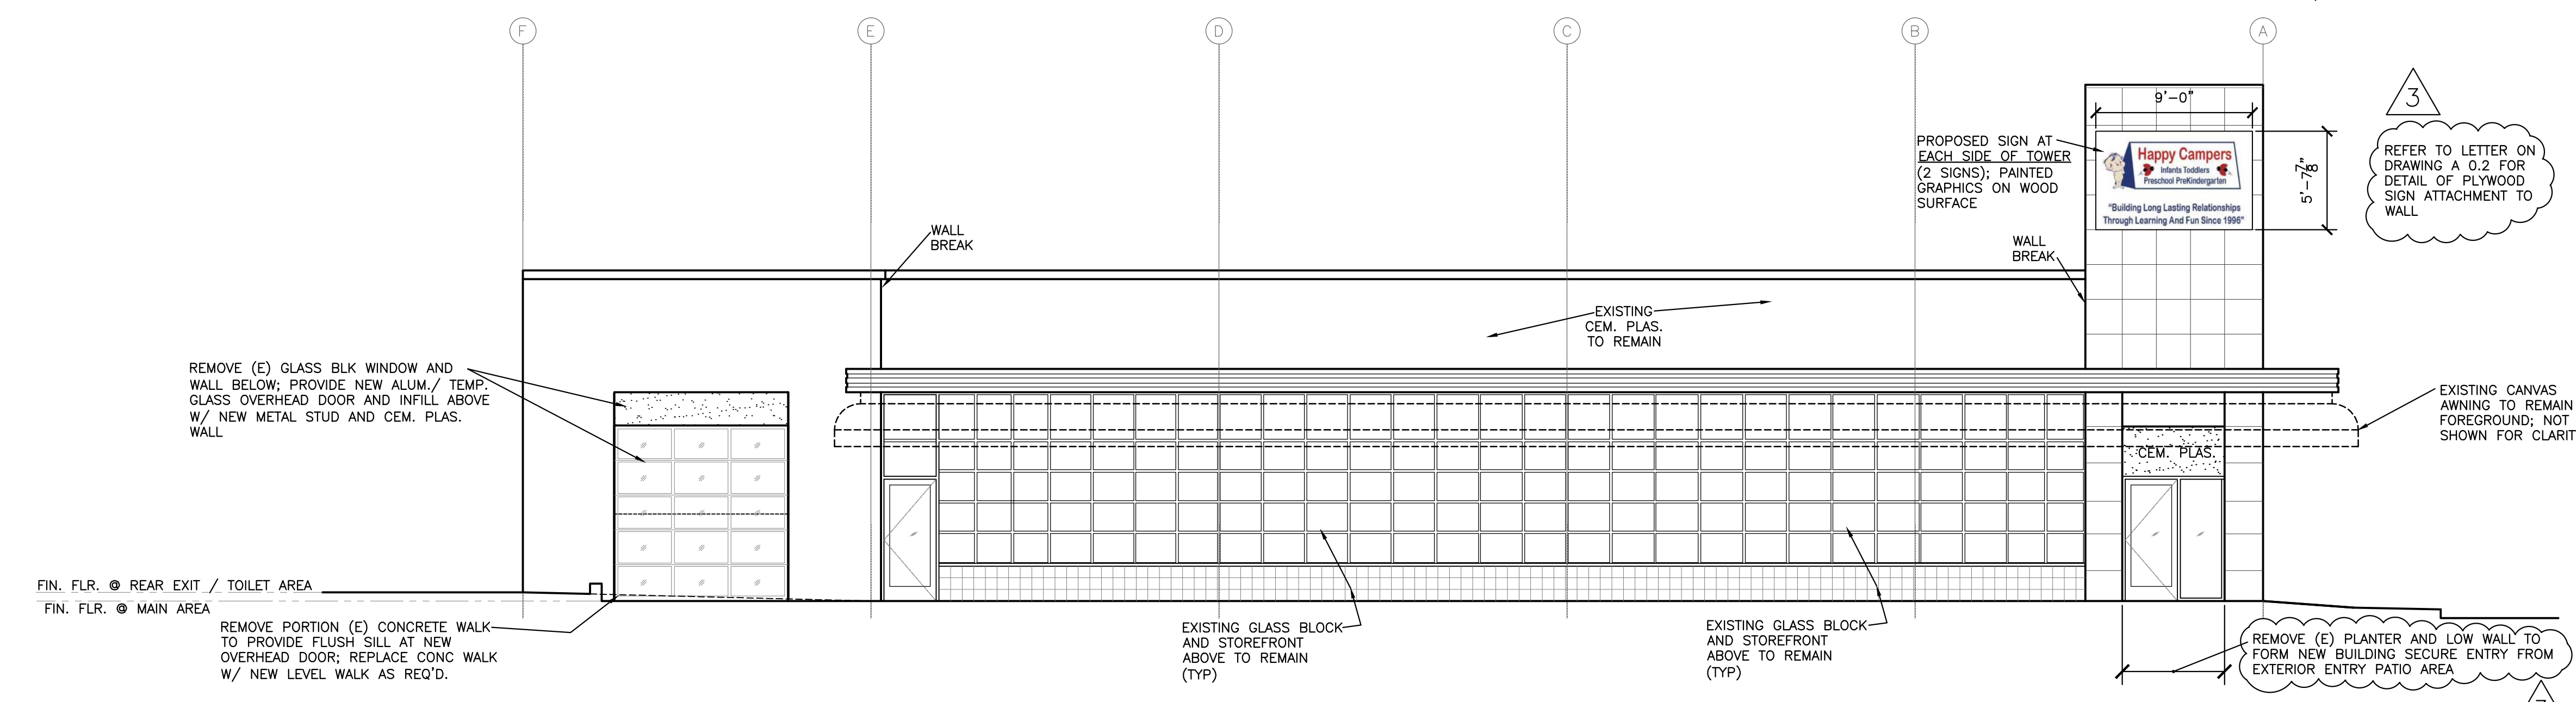 F
E
D
C
B
A
9'-0"
3
PROPOSED SIGN AT
EACH SIDE OF TOWER
(2 SIGNS); PAINTED
GRAPHICS ON WOOD
SURFACE
Happy Campers
Infants Toddlers
Preschool PreKindergarten
"Building Long Lasting Relationships
Through Learning And Fun Since 1996"
5'-7 7/8"
REFER TO LETTER ON
DRAWING A 0.2 FOR
DETAIL OF PLYWOOD
SIGN ATTACHMENT TO
WALL
WALL
BREAK
WALL
BREAK
EXISTING
CEM. PLAS.
TO REMAIN
REMOVE (E) GLASS BLK WINDOW AND
WALL BELOW; PROVIDE NEW ALUM./ TEMP.
GLASS OVERHEAD DOOR AND INFILL ABOVE
W/ NEW METAL STUD AND CEM. PLAS.
WALL
EXISTING CANVAS
AWNING TO REMAIN
FOREGROUND; NOT
SHOWN FOR CLARIT
CEM. PLAS.
FIN. FLR. @ REAR EXIT / TOILET AREA
FIN. FLR. @ MAIN AREA
REMOVE PORTION (E) CONCRETE WALK
TO PROVIDE FLUSH SILL AT NEW
OVERHEAD DOOR; REPLACE CONC WALK
W/ NEW LEVEL WALK AS REQ'D.
EXISTING GLASS BLOCK
AND STOREFRONT
ABOVE TO REMAIN
(TYP)
EXISTING GLASS BLOCK
AND STOREFRONT
ABOVE TO REMAIN
(TYP)
REMOVE (E) PLANTER AND LOW WALL TO
FORM NEW BUILDING SECURE ENTRY FROM
EXTERIOR ENTRY PATIO AREA